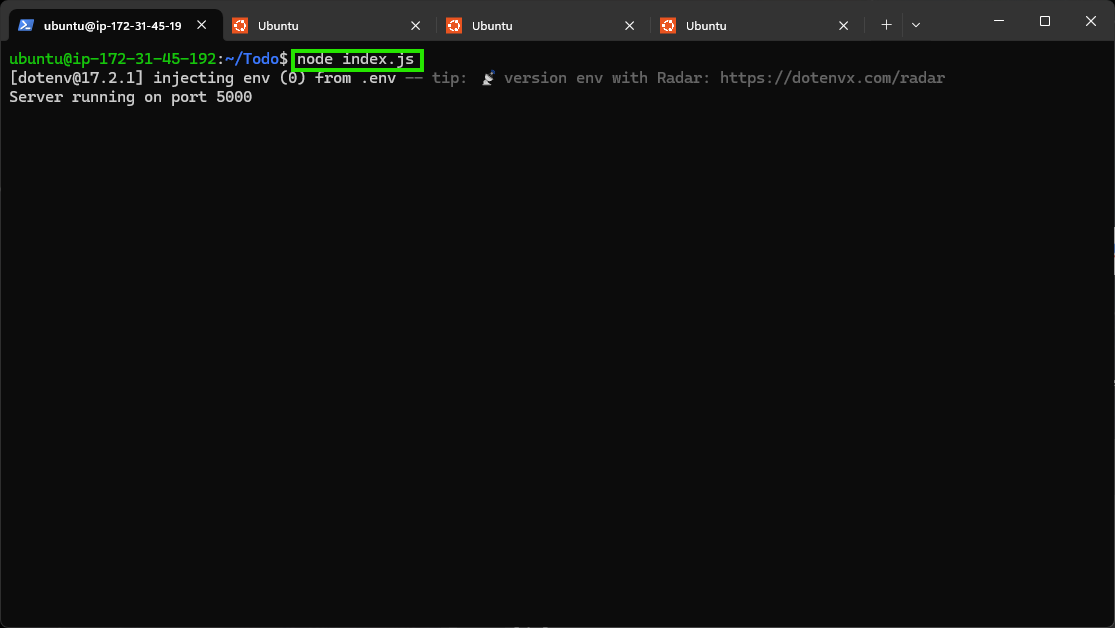 ubuntu@ip-172-31-45-19
Ubuntu
Ubuntu
Ubuntu
ubuntu@ip-172-31-45-192:~/Todo$ node index.js
[dotenv@17.2.1] injecting env (0) from .env -- tip: 📡 version env with Radar: https://dotenvx.com/radar
Server running on port 5000